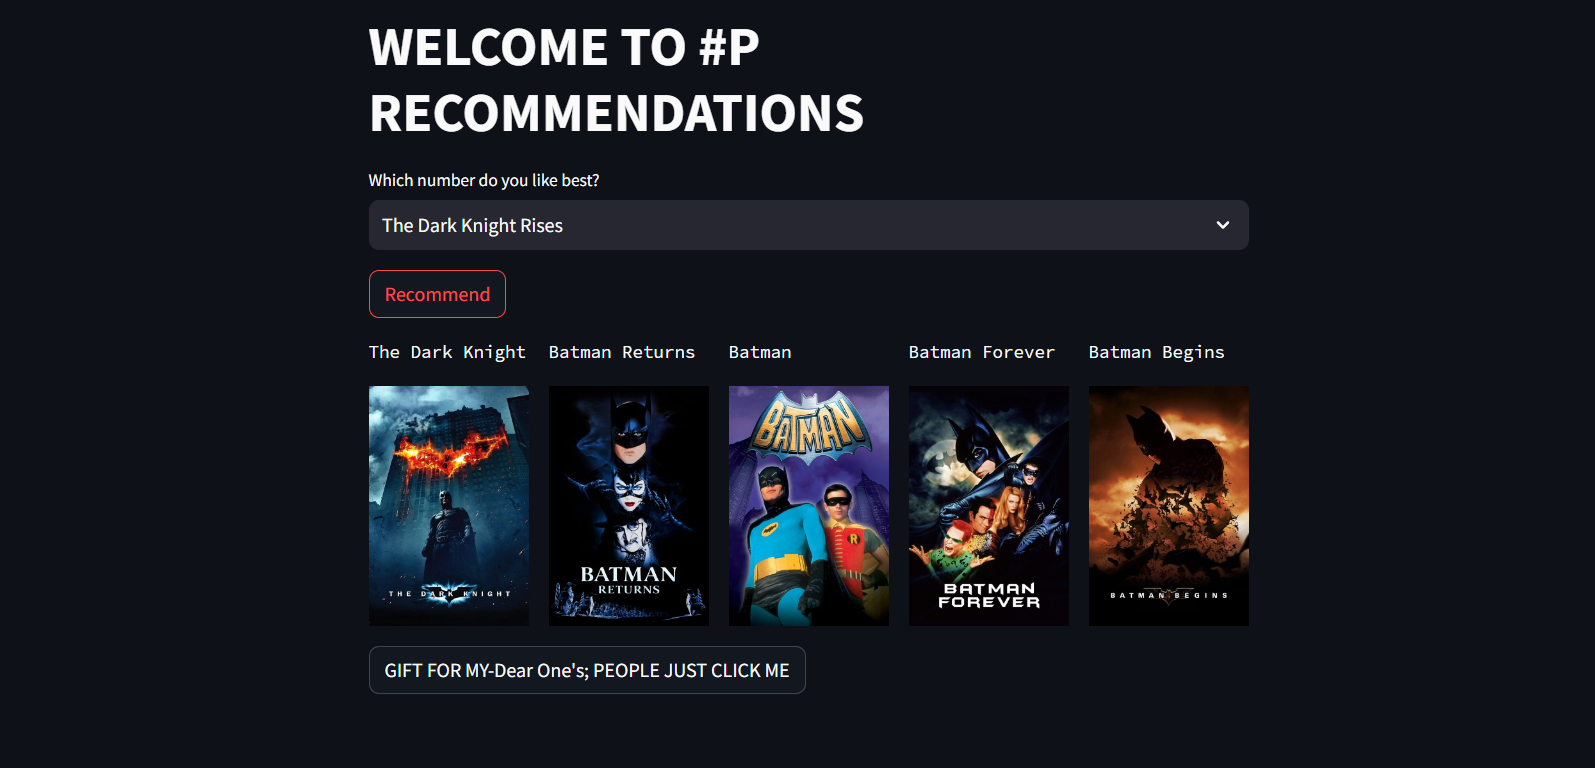 WELCOME TO #P
RECOMMENDATIONS
Which number do you like best?
The Dark Knight Rises
Recommend
The Dark Knight
Batman Returns
Batman
Batman Forever
Batman Begins
THE DARK KNIGHT
BATMAN
RETURNS
BATMAN
R
BATMAN
FOREVER
BATMAN BEGINS
GIFT FOR MY-Dear One's; PEOPLE JUST CLICK ME